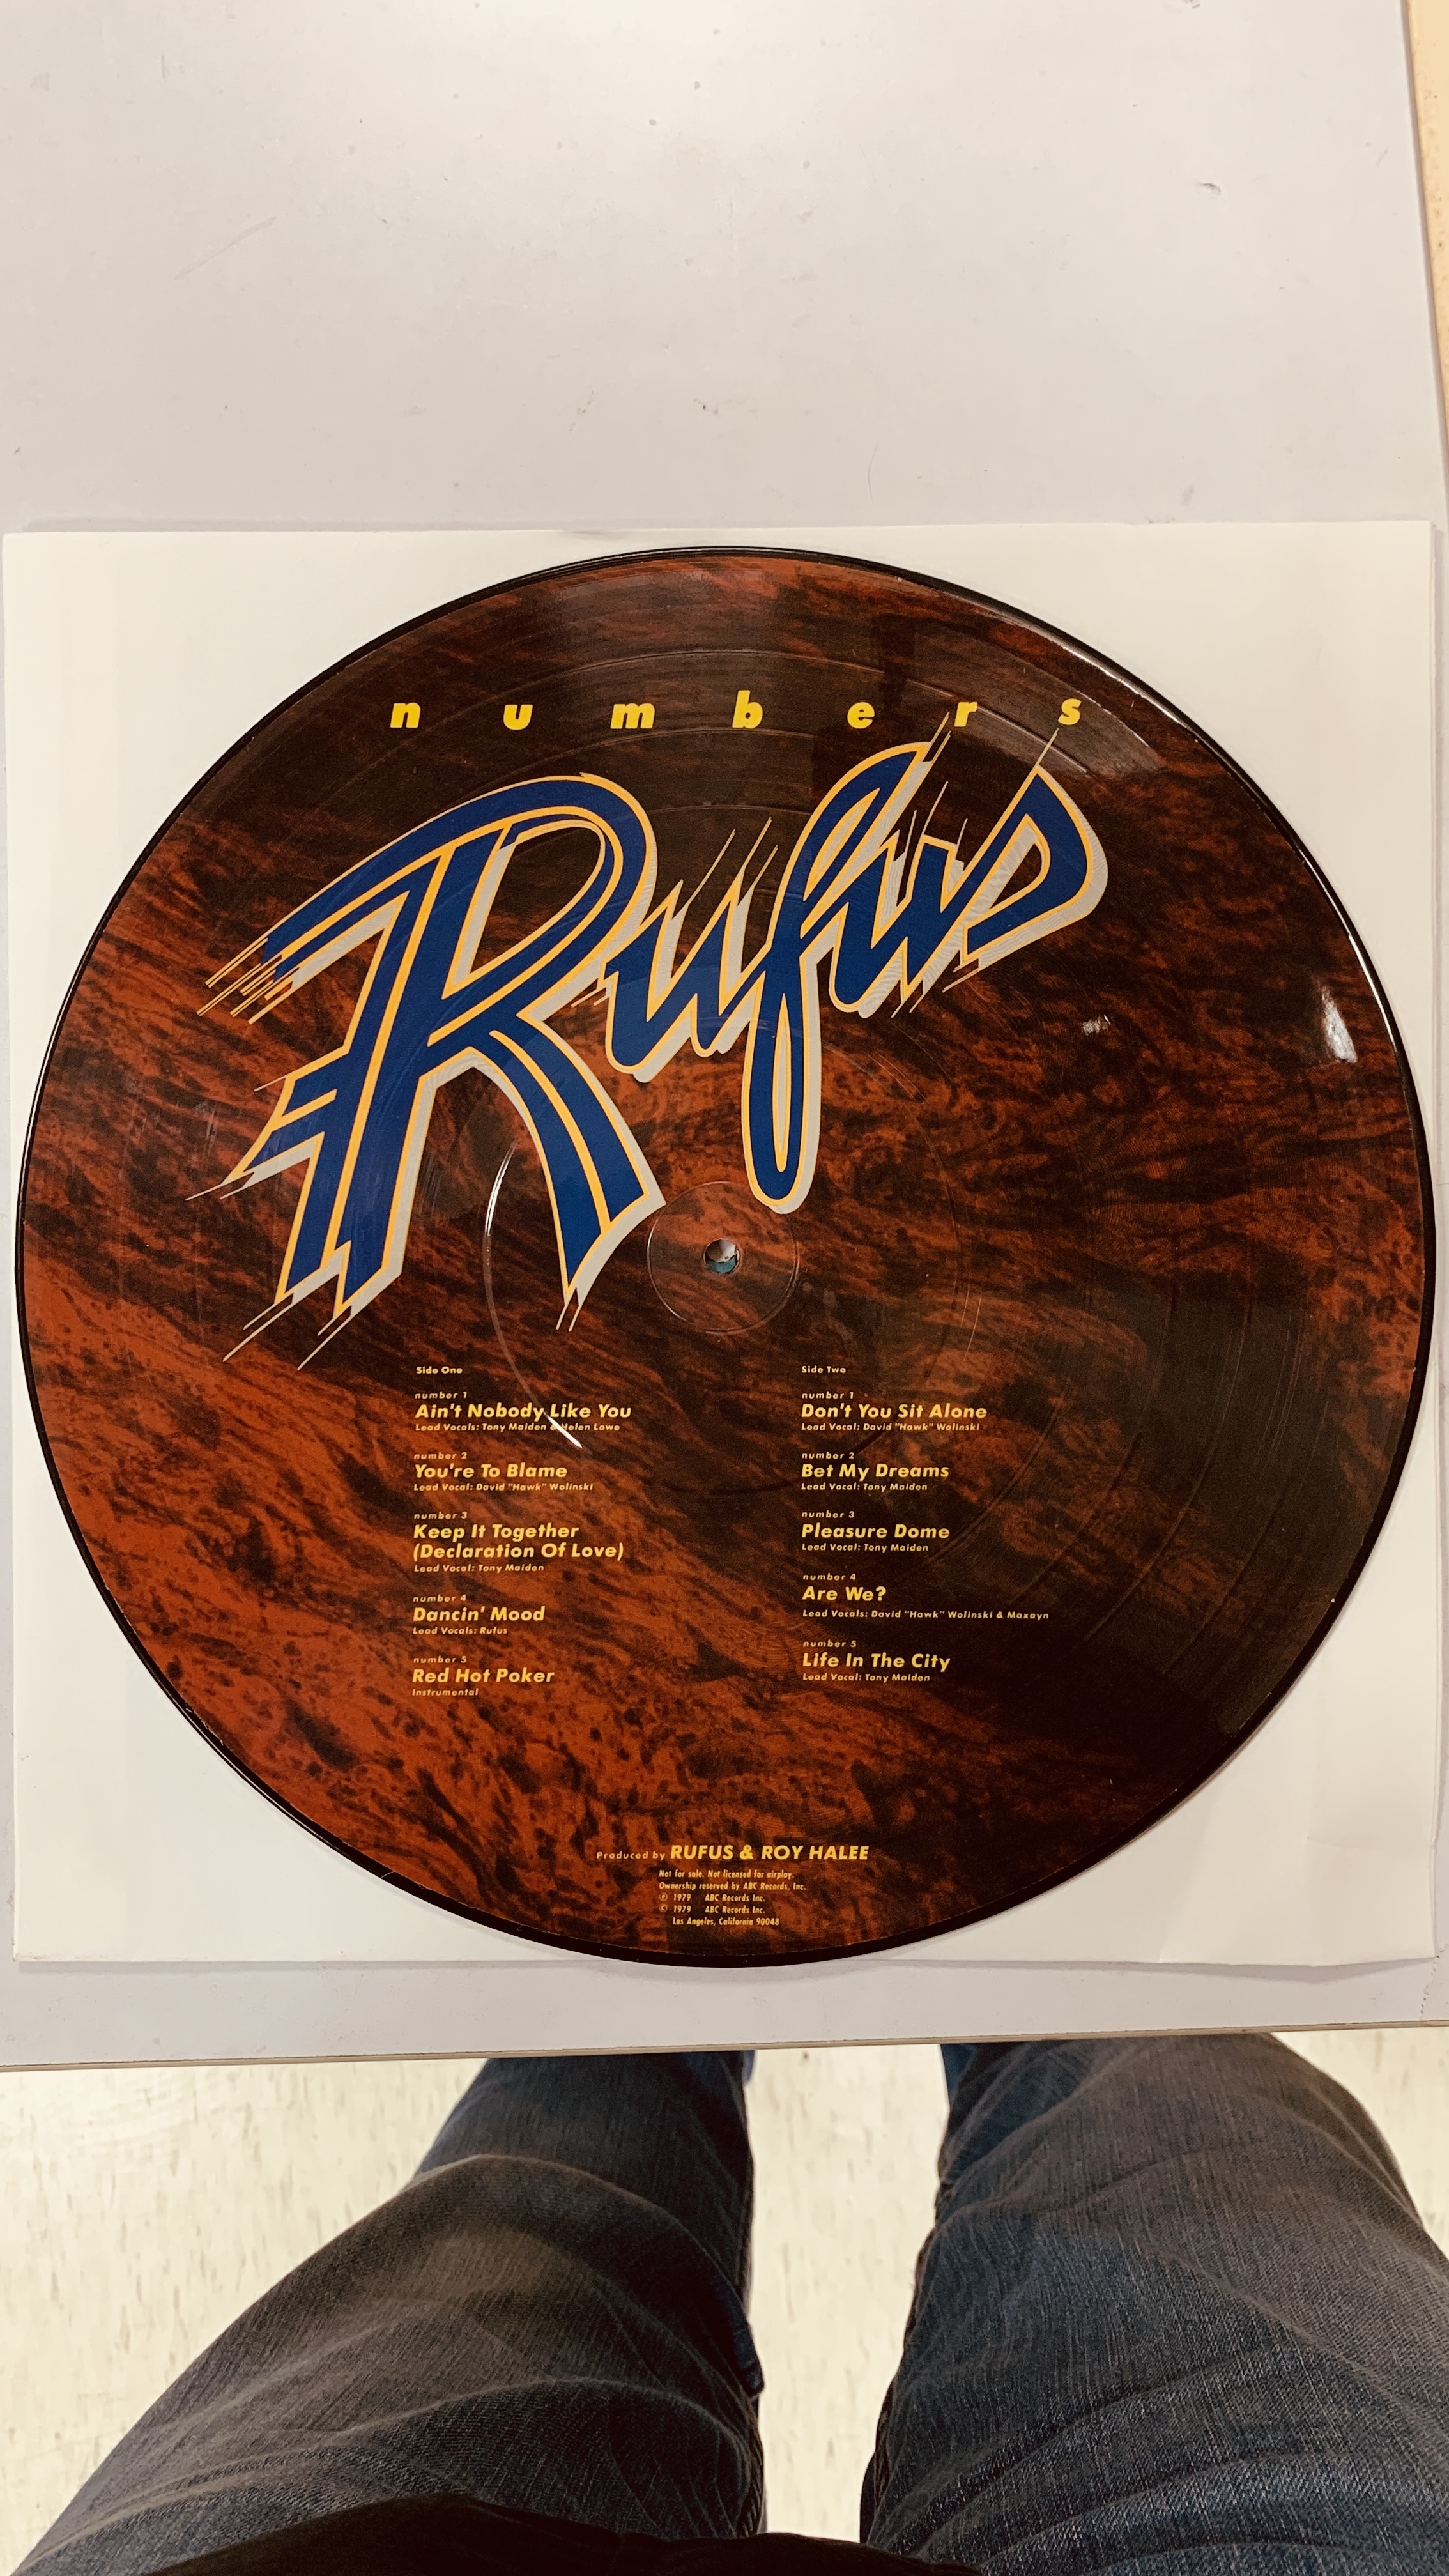 numbers
Rufus
Side One
number 1
Ain't Nobody Like You
Lead Vocals: Tony Maiden & Helen Lowe
number 2
You're To Blame
Lead Vocal: David "Hawk" Wolinski
number 3
Keep It Together
(Declaration Of Love)
Lead Vocal: Tony Maiden
number 4
Dancin' Mood
Lead Vocals: Rufus
number 5
Red Hot Poker
Instrumental
Side Two
number 1
Don't You Sit Alone
Lead Vocal: David "Hawk" Wolinski
number 2
Bet My Dreams
Lead Vocal: Tony Maiden
number 3
Pleasure Dome
Lead Vocal: Tony Maiden
number 4
Are We?
Lead Vocals: David "Hawk" Wolinski & Maxayn
number 5
Life In The City
Lead Vocal: Tony Maiden
Produced by RUFUS & ROY HALEE
Not for sale. Not licensed for airplay.
Ownership reserved by ABC Records, Inc.
℗ 1979 ABC Records Inc.
© 1979 ABC Records Inc.
Los Angeles, California 90048